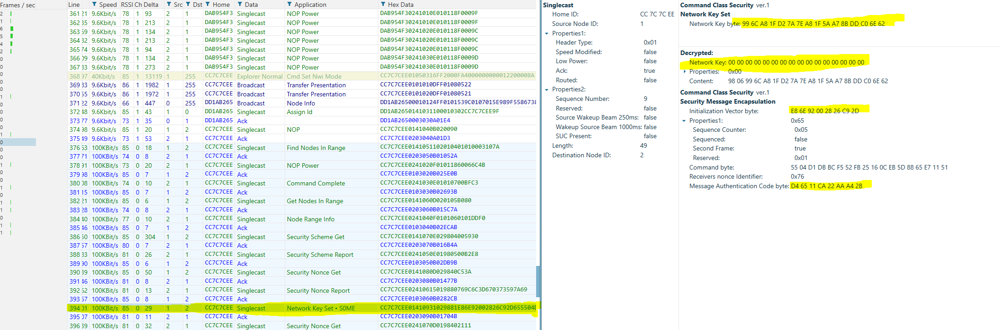 Frames / sec
2
1
6
5
4
2
0
0
0
0
0
1
0
0
0
0
1
0
0
0
1
0
0
1
0
1
1
0
1
1
Line Speed RSSI Ch Delta Src Dst Home Data Application Hex Data
361 21 9.6Kbit/s 78 1 93 2 1 DAB954F3 Singlecast NOP Power DAB954F30241010E010118F0009F
362 35 9.6Kbit/s 78 1 213 2 1 DAB954F3 Singlecast NOP Power DAB954F30241010E010118F0009F
363 69 9.6Kbit/s 78 1 134 2 1 DAB954F3 Singlecast NOP Power DAB954F30241020E010118F0009C
364 32 9.6Kbit/s 78 1 213 2 1 DAB954F3 Singlecast NOP Power DAB954F30241020E010118F0009C
365 74 9.6Kbit/s 78 1 94 2 1 DAB954F3 Singlecast NOP Power DAB954F30241020E010118F0009C
366 09 9.6Kbit/s 78 1 134 2 1 DAB954F3 Singlecast NOP Power DAB954F30241030E010118F0009D
367 33 9.6Kbit/s 78 1 273 2 1 DAB954F3 Singlecast NOP Power DAB954F30241030E010118F0009D
368 97 40Kbit/s 85 1 13119 1 255 CC7C7CEE Explorer Normal Cmd Set Nwi Mode CC7C7CEE01050316FF2000FA4000000000012200008A
369 33 9.6Kbit/s 86 1 1982 1 255 CC7C7CEE Broadcast Transfer Presentation CC7C7CEE0101010DFF01080522
370 55 9.6Kbit/s 86 1 1972 1 255 CC7C7CEE Broadcast Transfer Presentation CC7C7CEE0101020DFF01080521
371 22 9.6Kbit/s 66 1 447 0 255 DD1AB265 Broadcast Node Info DD1AB26500010124FF0101539C0107015E989F5586738
372 48 9.6Kbit/s 85 1 43 1 0 DD1AB265 Singlecast Assign Id DD1AB265014103110001​0302CC7C7CEE9F
373 77 9.6Kbit/s 73 1 35 0 1 DD1AB265 Ack DD1AB2650003030A01E4
374 98 9.6Kbit/s 85 1 20 1 2 CC7C7CEE Singlecast NOP CC7C7CEE0141040B020090
375 49 9.6Kbit/s 73 1 53 2 1 CC7C7CEE Ack CC7C7CEE0203040A01D3
376 53 100KBit/s 85 0 18 1 2 CC7C7CEE Singlecast Find Nodes In Range CC7C7CEE0141051102010401010003107A
377 71 100KBit/s 74 0 8 2 1 CC7C7CEE Ack CC7C7CEE0203050B01052A
378 91 100KBit/s 73 0 20 2 1 CC7C7CEE Singlecast NOP Power CC7C7CEE0241020F01011860066C4B
379 98 100KBit/s 85 0 7 1 2 CC7C7CEE Ack CC7C7CEE0103020B025E0B
380 08 100KBit/s 74 0 10 2 1 CC7C7CEE Singlecast Command Complete CC7C7CEE0241030E01010700BFC3
381 15 100KBit/s 85 0 7 1 2 CC7C7CEE Ack CC7C7CEE0103030B02693B
382 21 100KBit/s 85 0 6 1 2 CC7C7CEE Singlecast Get Nodes In Range CC7C7CEE0141060D020105B080
383 28 100KBit/s 74 0 8 2 1 CC7C7CEE Ack CC7C7CEE0203060B015C7A
384 40 100KBit/s 77 0 10 2 1 CC7C7CEE Singlecast Node Range Info CC7C7CEE0241040F0101060101DDF0
385 46 100KBit/s 85 0 7 1 2 CC7C7CEE Ack CC7C7CEE0103040B02ECAB
386 50 100KBit/s 85 0 304 1 2 CC7C7CEE Singlecast Security Scheme Get CC7C7CEE0141070E029804005930
387 57 100KBit/s 80 0 7 2 1 CC7C7CEE Ack CC7C7CEE0203070B016B4A
388 33 100KBit/s 81 0 26 2 1 CC7C7CEE Singlecast Security Scheme Report CC7C7CEE0241050E01980500B2E8
389 90 100KBit/s 85 0 6 1 2 CC7C7CEE Ack CC7C7CEE0103050B02DB9B
390 39 100KBit/s 85 0 50 1 2 CC7C7CEE Singlecast Security Nonce Get CC7C7CEE0141080D029840C53A
391 46 100KBit/s 81 0 8 2 1 CC7C7CEE Ack CC7C7CEE0203080B01477B
392 52 100KBit/s 81 0 13 2 1 CC7C7CEE Singlecast Security Nonce Report CC7C7CEE02410615019880769C6C3D670373597A69
393 67 100KBit/s 85 0 8 1 2 CC7C7CEE Ack CC7C7CEE0103060B0282CB
394 01 100KBit/s 85 0 29 1 2 CC7C7CEE Singlecast Network Key Set • S0ME CC7C7CEE01410931029881E86E92002826C92D655504D
395 07 100KBit/s 81 0 11 2 1 CC7C7CEE Ack CC7C7CEE0203090B01704B
396 39 100KBit/s 81 0 32 2 1 CC7C7CEE Singlecast Security Nonce Get CC7C7CEE0241070D0198402111
Singlecast
Home ID: CC 7C 7C EE
Source Node ID: 1
Properties1:
Header Type: 0x01
Speed Modified: false
Low Power: false
Ack: true
Routed: false
Properties2:
Sequence Number: 9
Reserved: false
Source Wakeup Beam 250ms: false
Wakeup Source Beam 1000ms: false
SUC Present: false
Length: 49
Destination Node ID: 2
Command Class Security ver.1
Network Key Set
Network Key byte: 99 6C A8 1F D2 7A 7E A8 1F 5A A7 8B DD C0 6E 62
Decrypted:
Network Key: 00 00 00 00 00 00 00 00 00 00 00 00 00 00 00 00
Properties: 0x00
Content: 98 06 99 6C A8 1F D2 7A 7E A8 1F 5A A7 8B DD C0 6E 62
Command Class Security ver.1
Security Message Encapsulation
Initialization Vector byte: E8 6E 92 00 28 26 C9 2D
Properties1: 0x65
Sequence Counter: 0x05
Sequenced: false
Second Frame: true
Reserved: 0x01
Command byte: 55 04 D1 DB BC F5 52 FB 25 16 0C EB 5D 88 65 E7 11 51
Receivers nonce Identifier: 0x76
Message Authentication Code byte: D4 65 11 CA 22 AA A4 2B